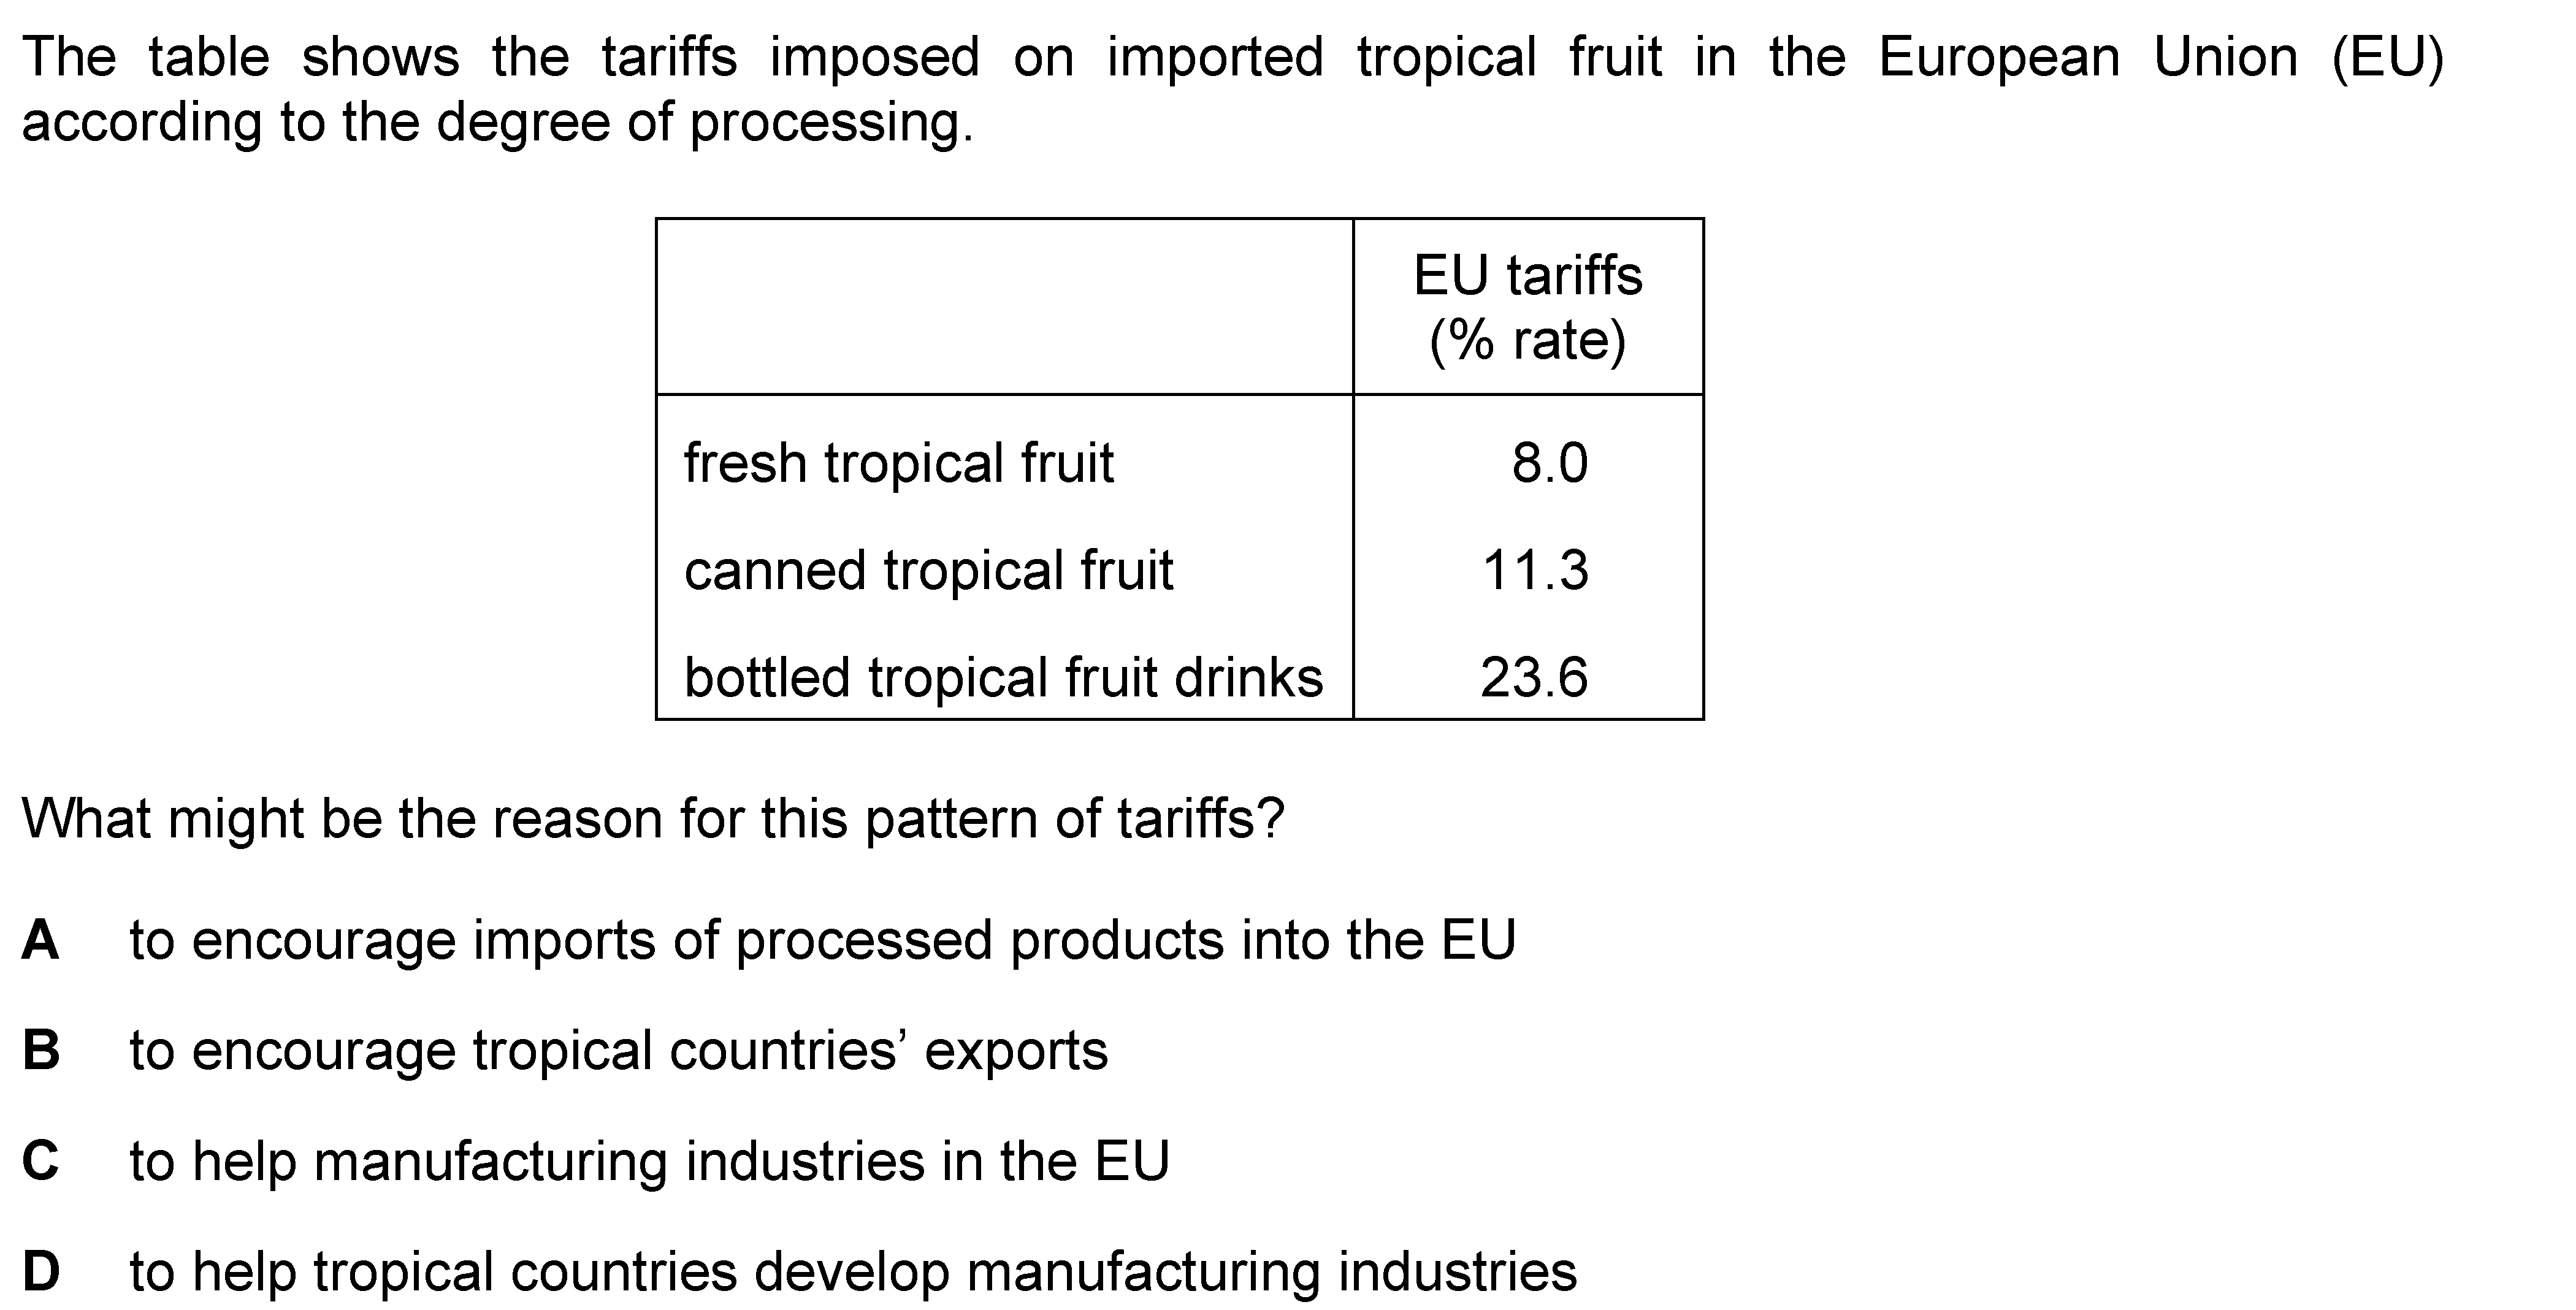 The table shows the tariffs imposed on imported tropical fruit in the European Union (EU)
according to the degree of processing.
EU tariffs
(% rate)
fresh tropical fruit 8.0
canned tropical fruit 11.3
bottled tropical fruit drinks 23.6
What might be the reason for this pattern of tariffs?
A to encourage imports of processed products into the EU
B to encourage tropical countries’ exports
C to help manufacturing industries in the EU
D to help tropical countries develop manufacturing industries